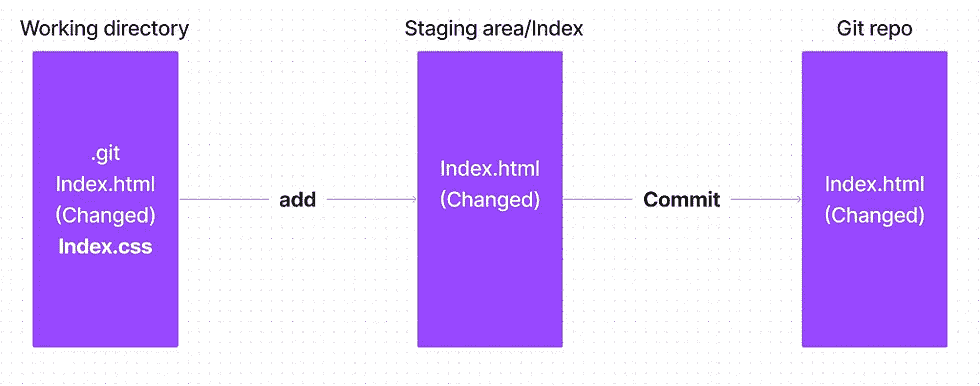 Working directory
Staging area/Index
Git repo
.git
Index.html
(Changed)
Index.css
add
Index.html
(Changed)
Commit
Index.html
(Changed)